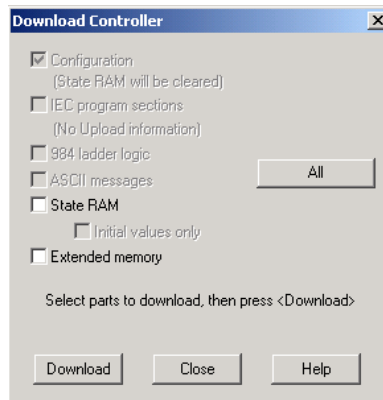 Download Controller
Configuration
(State RAM will be cleared)
IEC program sections
(No Upload information)
984 ladder logic
ASCII messages
All
State RAM
Initial values only
Extended memory
Select parts to download, then press <Download>
Download Close Help